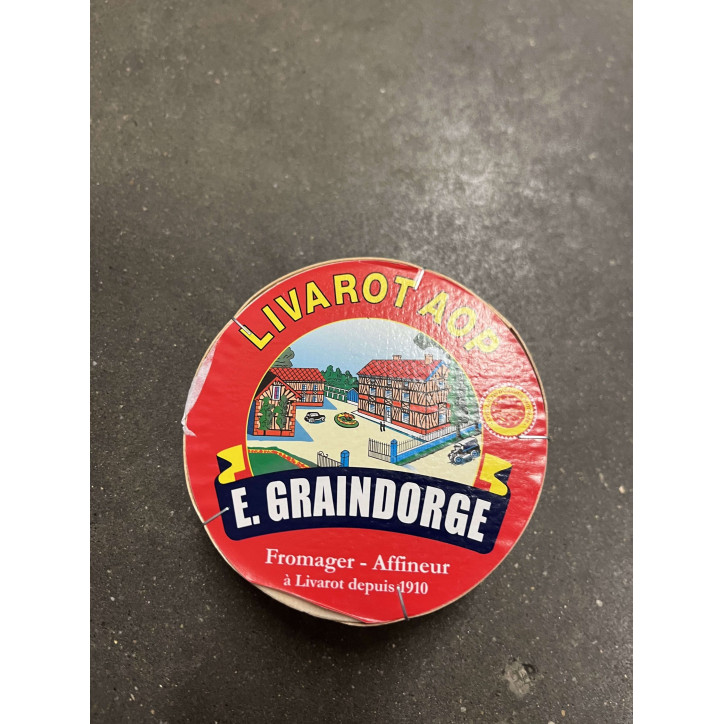 LIVAROT AOP
E. GRAINDORGE
Fromager - Affineur
à Livarot depuis 1910